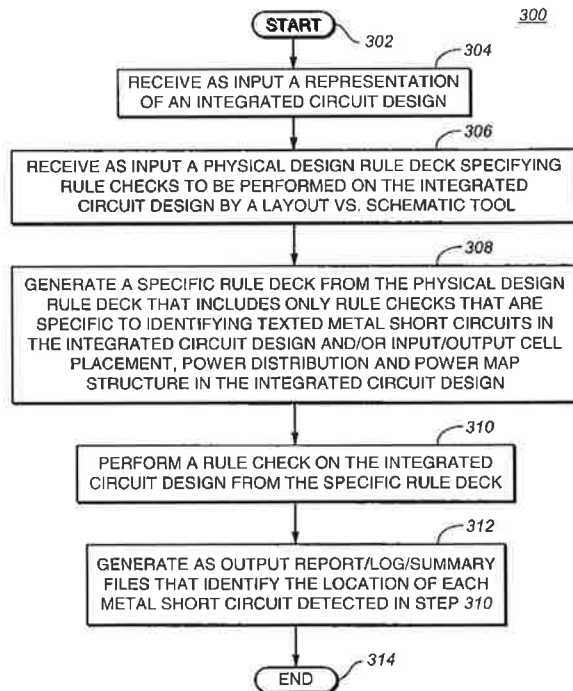 300
START
302
304
RECEIVE AS INPUT A REPRESENTATION
OF AN INTEGRATED CIRCUIT DESIGN
306
RECEIVE AS INPUT A PHYSICAL DESIGN RULE DECK SPECIFYING
RULE CHECKS TO BE PERFORMED ON THE INTEGRATED
CIRCUIT DESIGN BY A LAYOUT VS. SCHEMATIC TOOL
308
GENERATE A SPECIFIC RULE DECK FROM THE PHYSICAL DESIGN
RULE DECK THAT INCLUDES ONLY RULE CHECKS THAT ARE
SPECIFIC TO IDENTIFYING TEXTED METAL SHORT CIRCUITS IN
THE INTEGRATED CIRCUIT DESIGN AND/OR INPUT/OUTPUT CELL
PLACEMENT, POWER DISTRIBUTION AND POWER MAP
STRUCTURE IN THE INTEGRATED CIRCUIT DESIGN
310
PERFORM A RULE CHECK ON THE INTEGRATED
CIRCUIT DESIGN FROM THE SPECIFIC RULE DECK
312
GENERATE AS OUTPUT REPORT/LOG/SUMMARY
FILES THAT IDENTIFY THE LOCATION OF EACH
METAL SHORT CIRCUIT DETECTED IN STEP 310
END
314